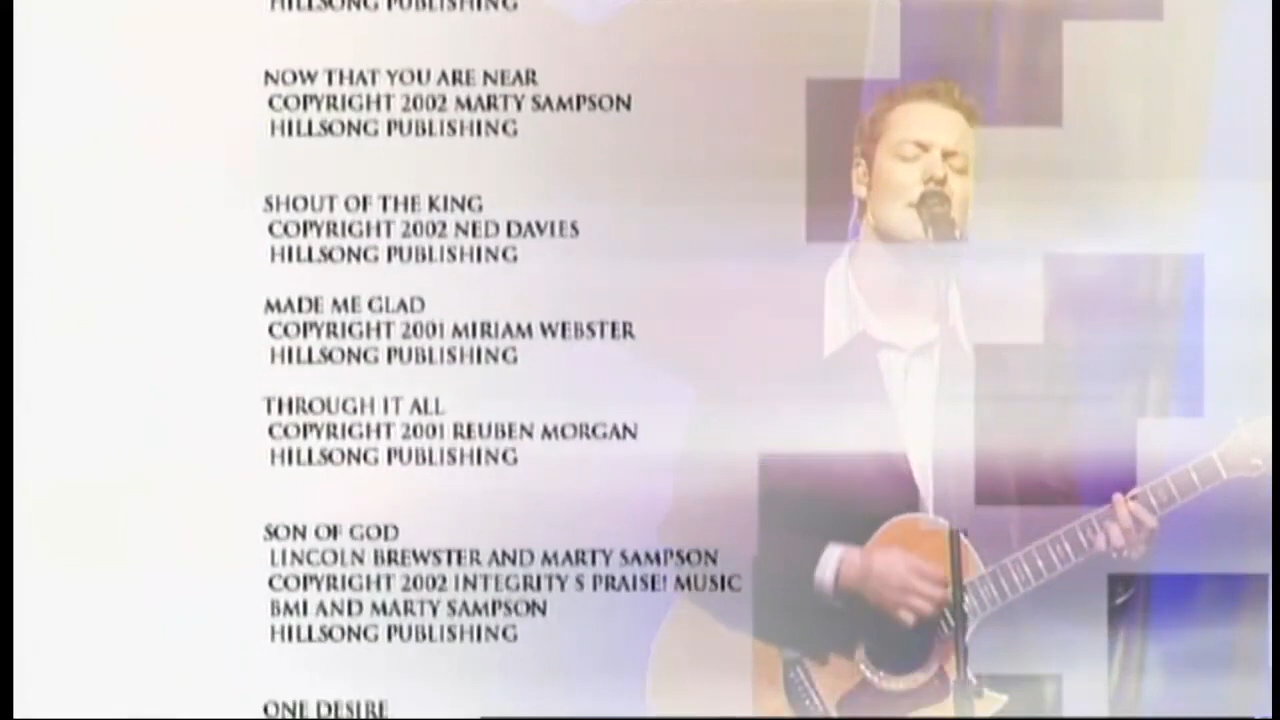 HILLSONG PUBLISHING
NOW THAT YOU ARE NEAR
COPYRIGHT 2002 MARTY SAMPSON
HILLSONG PUBLISHING
SHOUT OF THE KING
COPYRIGHT 2002 NED DAVIES
HILLSONG PUBLISHING
MADE ME GLAD
COPYRIGHT 2001 MIRIAM WEBSTER
HILLSONG PUBLISHING
THROUGH IT ALL
COPYRIGHT 2001 REUBEN MORGAN
HILLSONG PUBLISHING
SON OF GOD
LINCOLN BREWSTER AND MARTY SAMPSON
COPYRIGHT 2002 INTEGRITY S PRAISE! MUSIC
BMI AND MARTY SAMPSON
HILLSONG PUBLISHING
ONE DESIRE